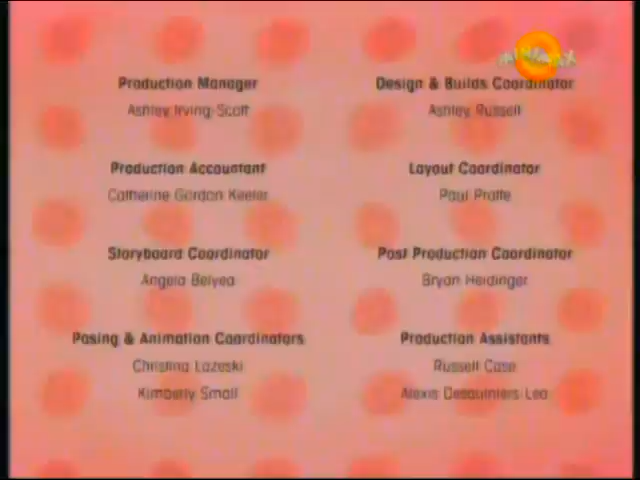 Production Manager
Ashley Irving-Scott
Production Accountant
Catherine Gordon Keeler
Storyboard Coordinator
Angela Belyea
Posing & Animation Coordinators
Christina Lazeski
Kimberly Small
Design & Builds Coordinator
Ashley Russell
Layout Coordinator
Paul Pratte
Post Production Coordinator
Bryan Heidinger
Production Assistants
Russell Case
Alexis Desquintiers Lea